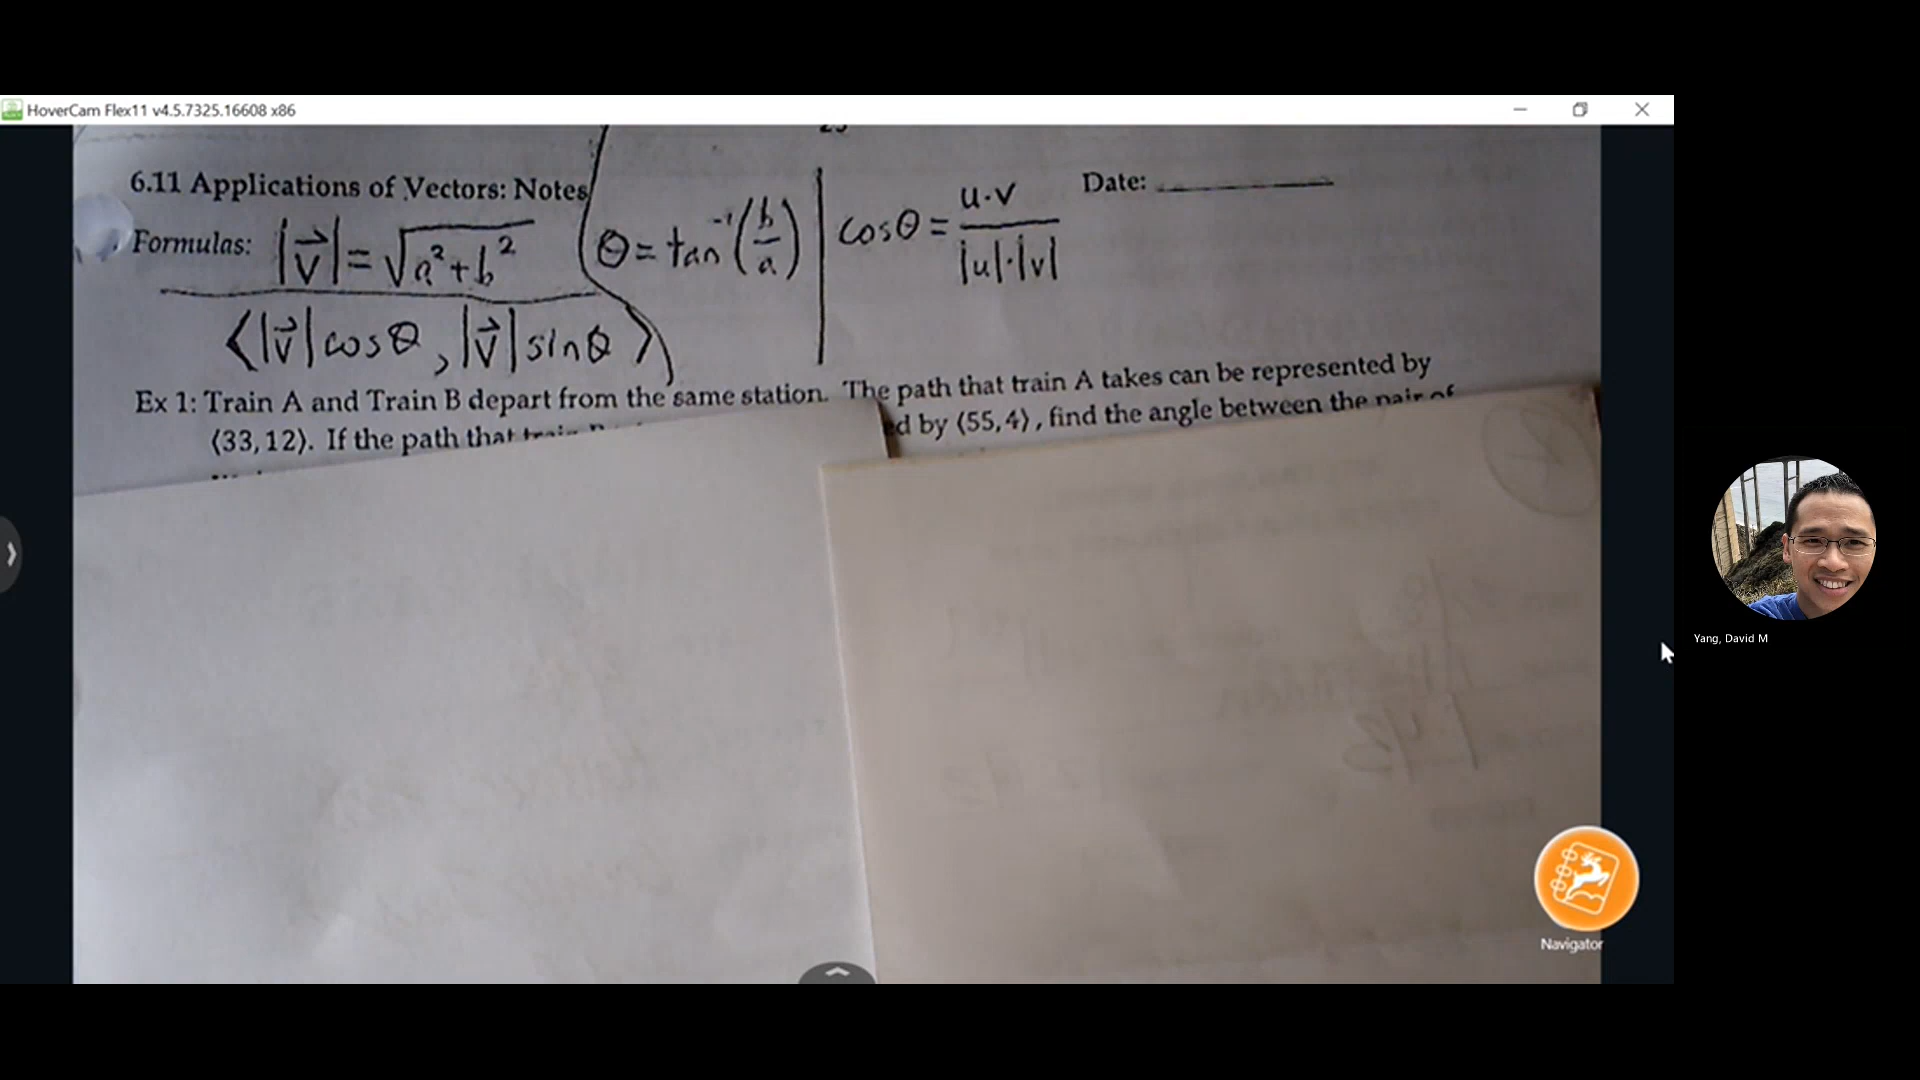 HoverCam Flex11 v4.5.7325.16608 x86
6.11 Applications of Vectors: Notes
Date:
Formulas: |v⃗| = √a²+b²
θ = tan⁻¹(b/a)
cosθ = u·v / |u|·|v|
⟨|v⃗|cosθ, |v⃗|sinθ⟩
Ex 1: Train A and Train B depart from the same station. The path that train A takes can be represented by
⟨33, 12⟩. If the path that ed by ⟨55, 4⟩, find the angle between the pair of
Yang, David M
Navigator